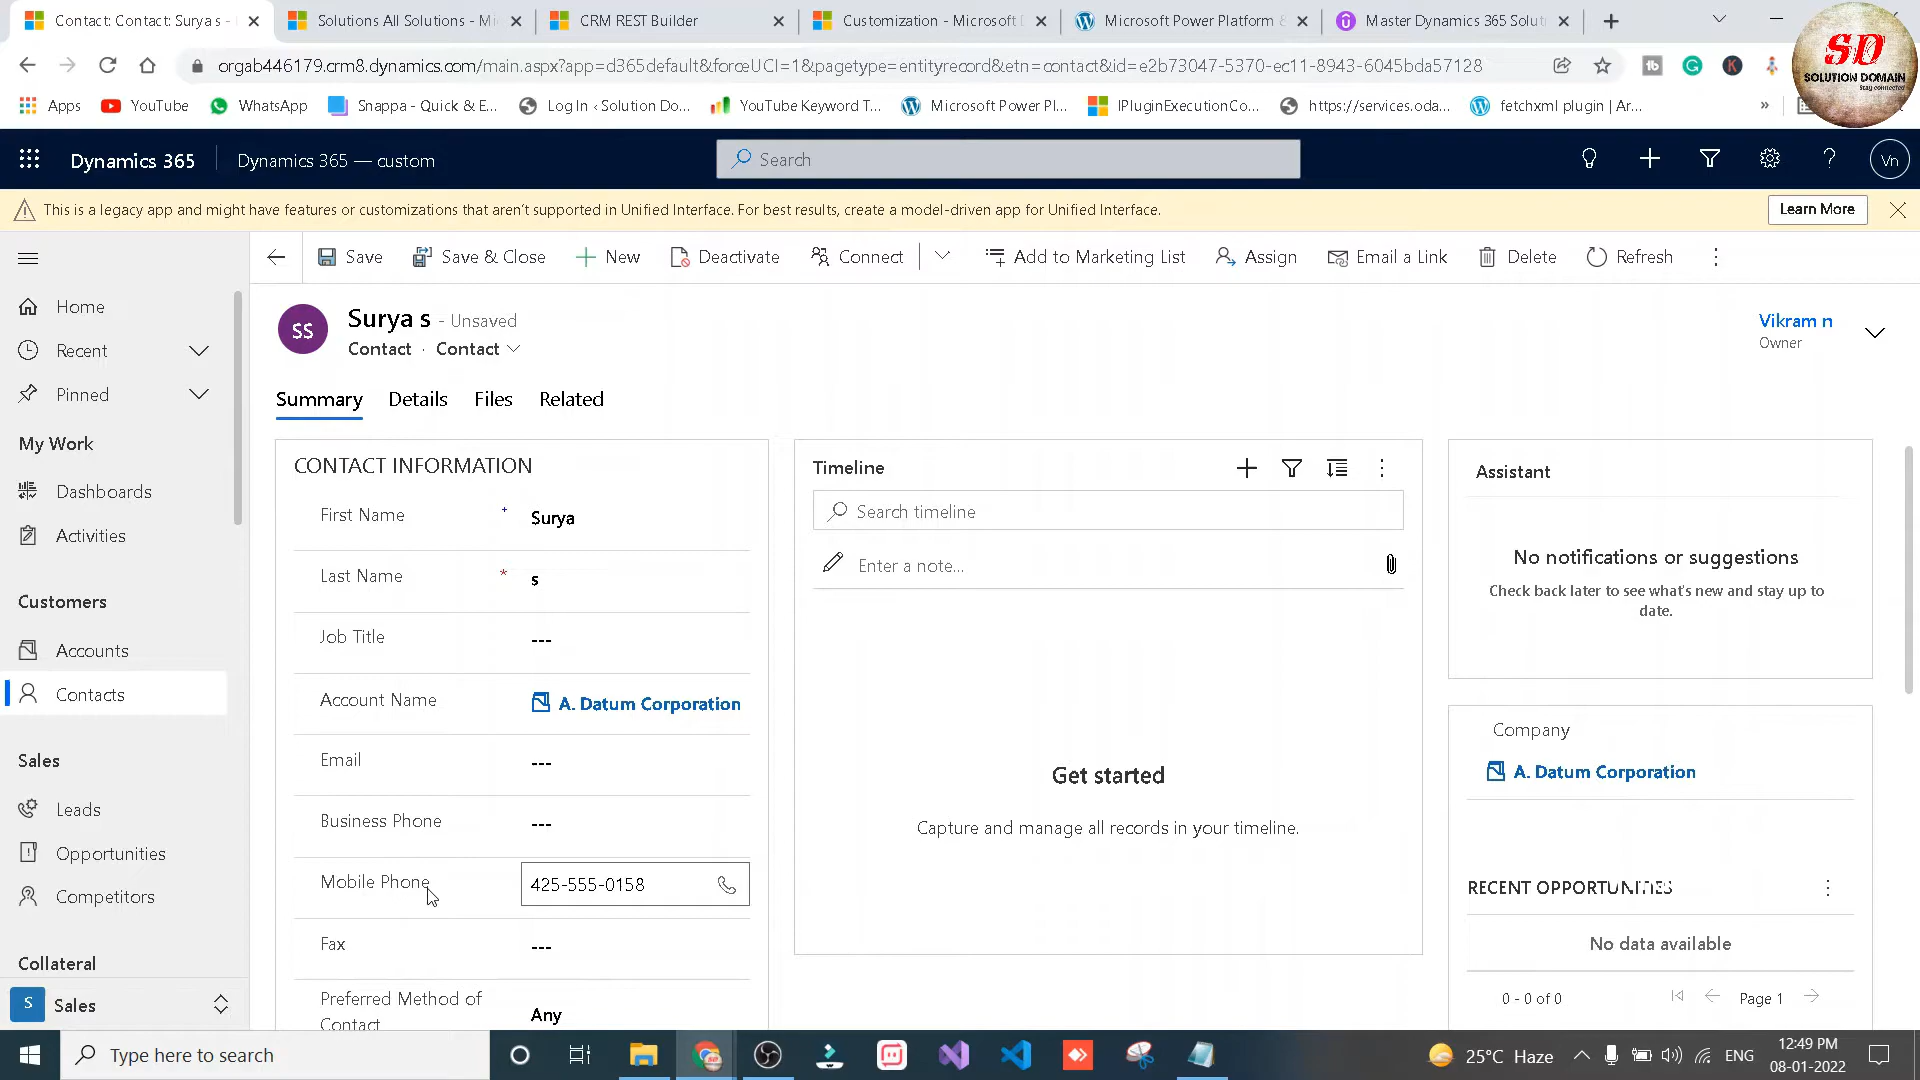 Contact: Contact: Surya s -
Solutions All Solutions - Mi
CRM REST Builder
Customization - Microsoft D
Microsoft Power Platform &
Master Dynamics 365 Soluti
orgab446179.crm8.dynamics.com/main.aspx?app=d365default&forceUCI=1&pagetype=entityrecord&etn=contact&id=e2b73047-5370-ec11-8943-6045bda57128
SD
SOLUTION DOMAIN
Stay connected
Apps
YouTube
WhatsApp
Snappa - Quick & E...
Log In ‹ Solution Do...
YouTube Keyword T...
Microsoft Power Pl...
IPluginExecutionCo...
https://services.oda...
fetchxml plugin | Ar...
»
Dynamics 365
Dynamics 365 — custom
Search
Vn
This is a legacy app and might have features or customizations that aren't supported in Unified Interface. For best results, create a model-driven app for Unified Interface.
Learn More
Save
Save & Close
New
Deactivate
Connect
Add to Marketing List
Assign
Email a Link
Delete
Refresh
Home
Recent
Pinned
My Work
Dashboards
Activities
Customers
Accounts
Contacts
Sales
Leads
Opportunities
Competitors
Collateral
S Sales
SS
Surya s - Unsaved
Contact · Contact
Vikram n
Owner
Summary
Details
Files
Related
CONTACT INFORMATION
First Name + Surya
Last Name * s
Job Title ---
Account Name A. Datum Corporation
Email ---
Business Phone ---
Mobile Phone 425-555-0158
Fax ---
Preferred Method of
Contact
Any
Timeline
Search timeline
Enter a note...
Get started
Capture and manage all records in your timeline.
Assistant
No notifications or suggestions
Check back later to see what's new and stay up to
date.
Company
A. Datum Corporation
RECENT OPPORTUNITIES
No data available
0 - 0 of 0
Page 1
Type here to search
25°C Haze
ENG
12:49 PM
08-01-2022